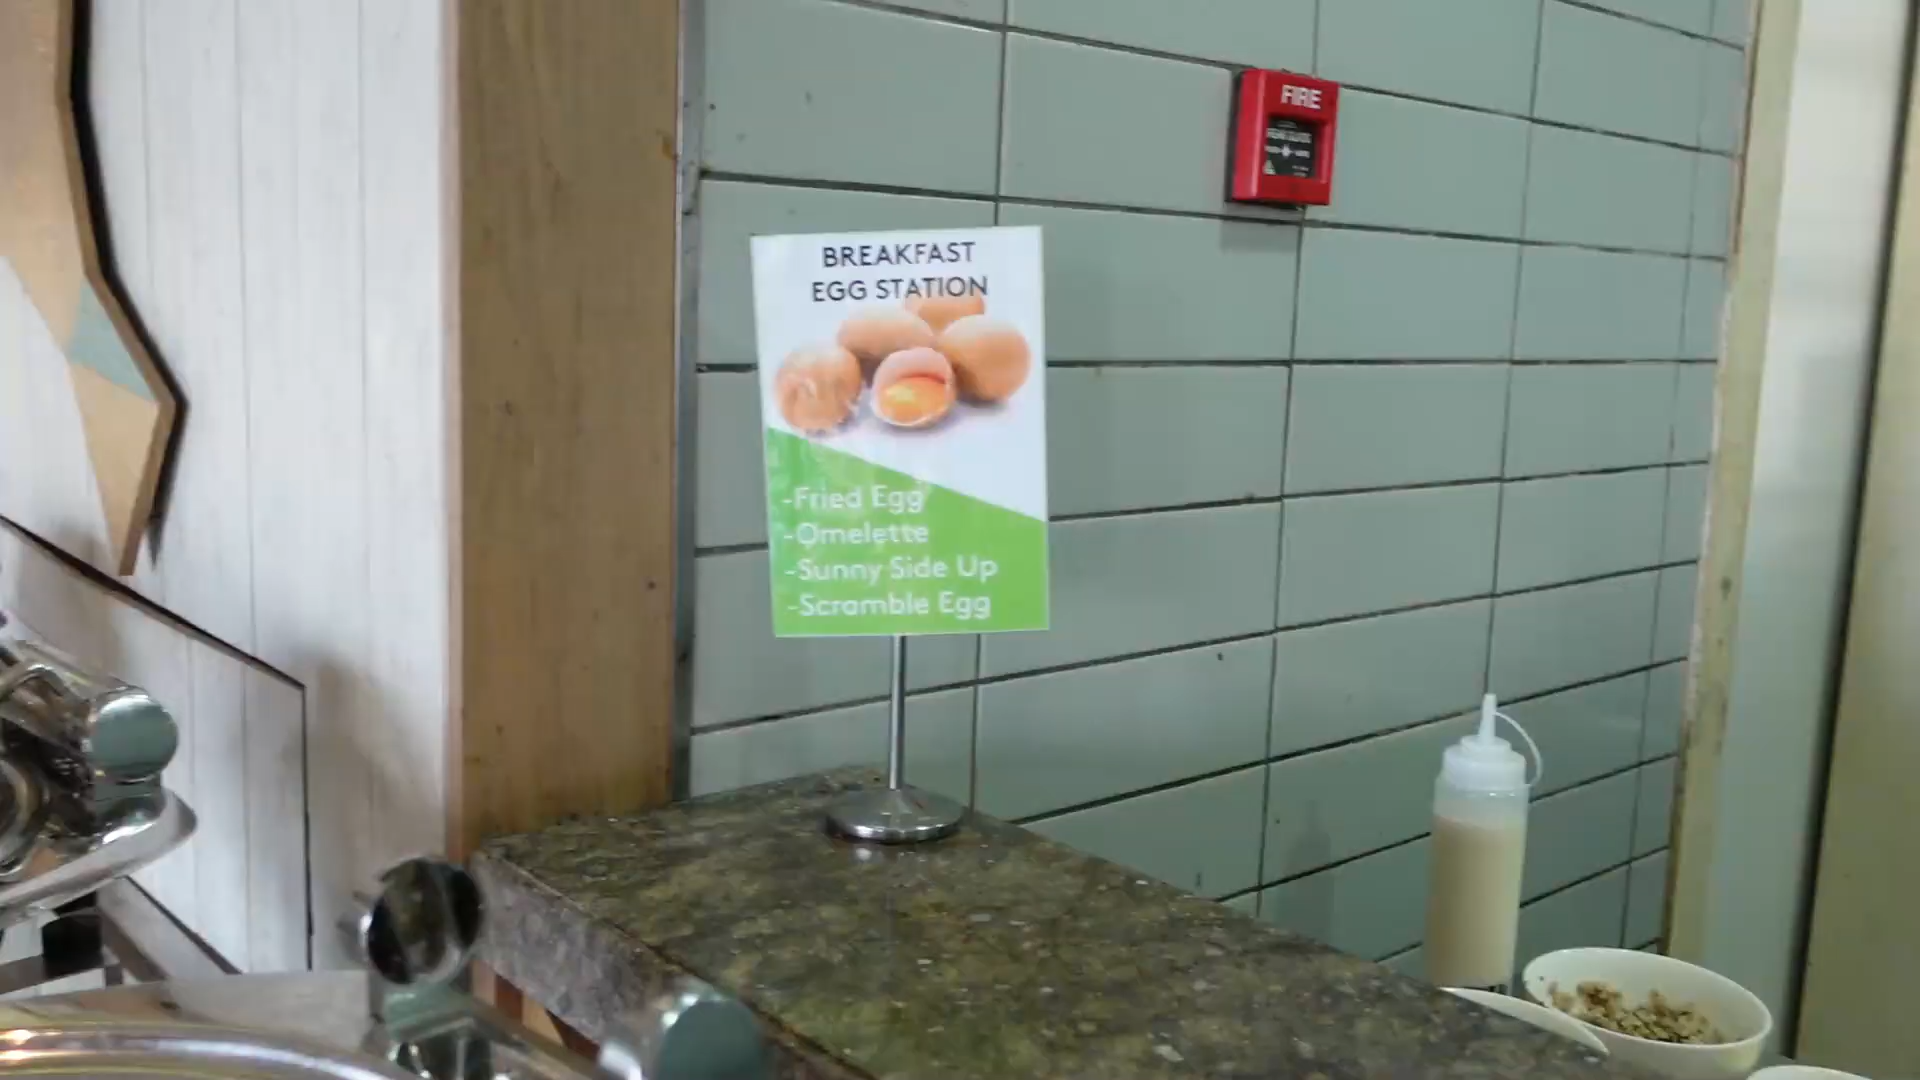 FIRE
BREAKFAST
EGG STATION
-Fried Egg
-Omelette
-Sunny Side Up
-Scramble Egg